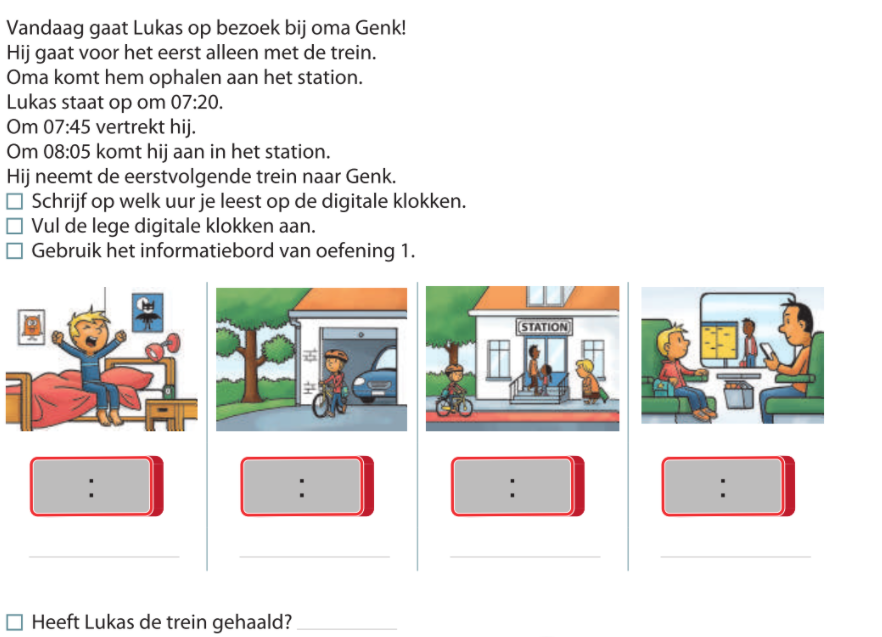 Vandaag gaat Lukas op bezoek bij oma Genk!
Hij gaat voor het eerst alleen met de trein.
Oma komt hem ophalen aan het station.
Lukas staat op om 07:20.
Om 07:45 vertrekt hij.
Om 08:05 komt hij aan in het station.
Hij neemt de eerstvolgende trein naar Genk.
Schrijf op welk uur je leest op de digitale klokken.
Vul de lege digitale klokken aan.
Gebruik het informatiebord van oefening 1.
STATION
: : : :
Heeft Lukas de trein gehaald?